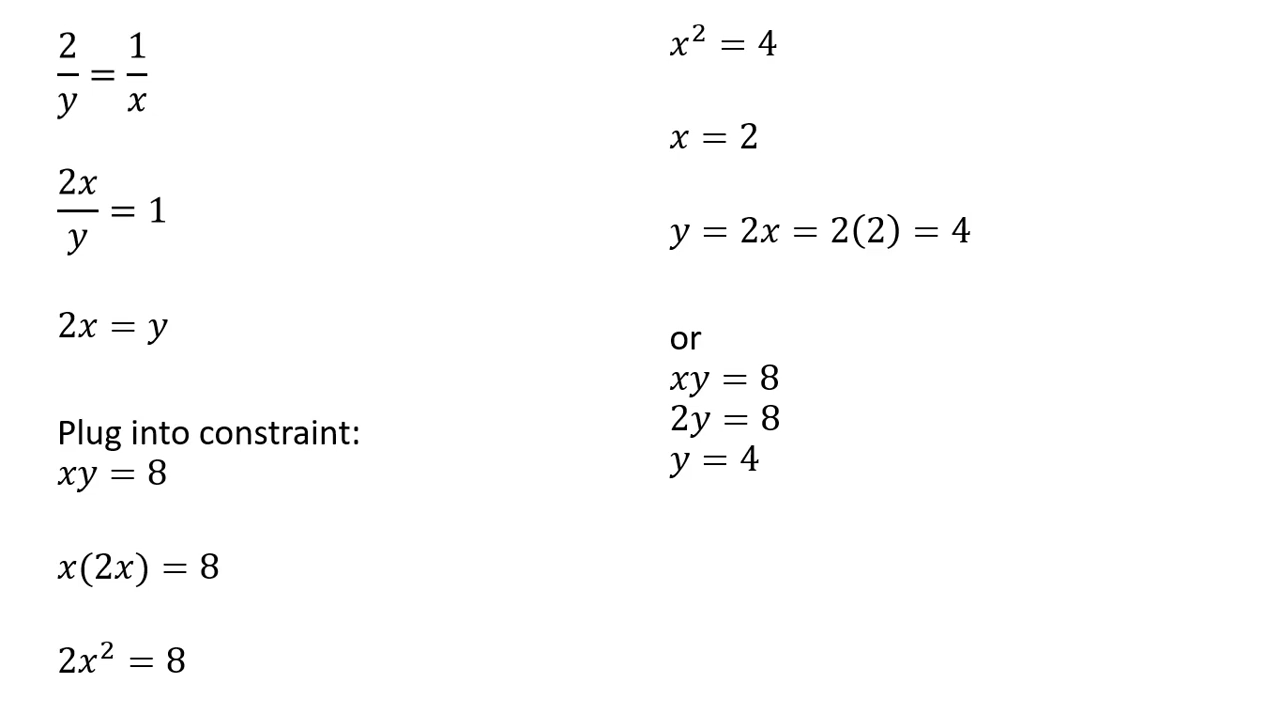 2/y = 1/x
2x/y = 1
2x = y
Plug into constraint:
xy = 8
x(2x) = 8
2x² = 8
x² = 4
x = 2
y = 2x = 2(2) = 4
or
xy = 8
2y = 8
y = 4